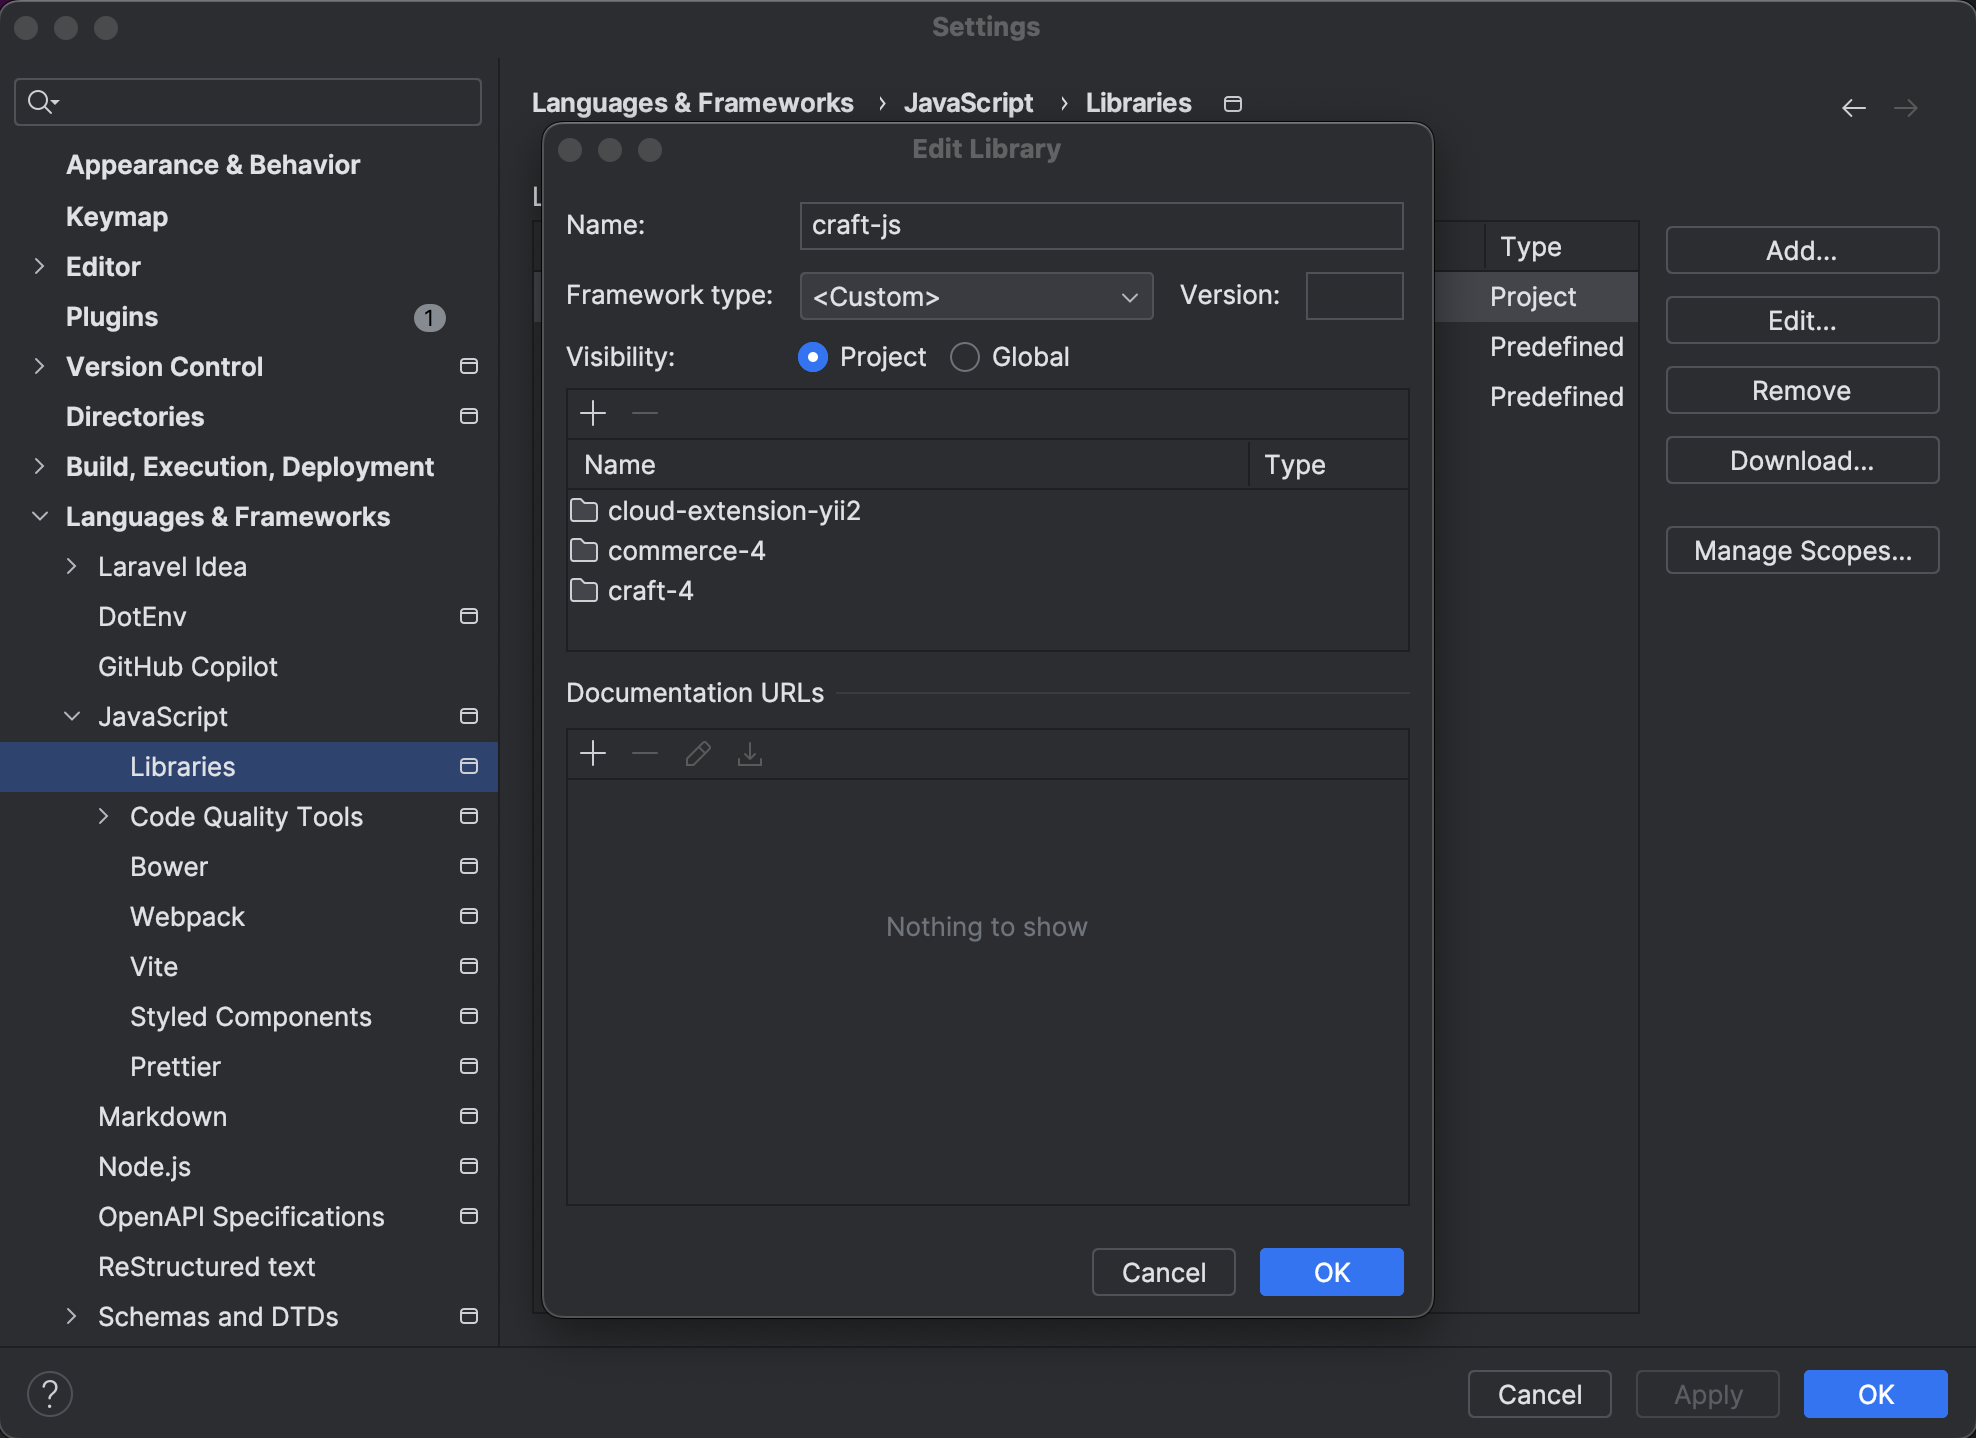 Settings
Languages & Frameworks › JavaScript › Libraries
Appearance & Behavior
Keymap
Editor
Plugins 1
Version Control
Directories
Build, Execution, Deployment
Languages & Frameworks
Laravel Idea
DotEnv
GitHub Copilot
JavaScript
Libraries
Code Quality Tools
Bower
Webpack
Vite
Styled Components
Prettier
Markdown
Node.js
OpenAPI Specifications
ReStructured text
Schemas and DTDs
Edit Library
Name: craft-js
Framework type: <Custom> Version:
Visibility: Project Global
Name Type
cloud-extension-yii2
commerce-4
craft-4
Documentation URLs
Nothing to show
Cancel OK
Type
Project
Predefined
Predefined
Add...
Edit...
Remove
Download...
Manage Scopes...
? Cancel Apply OK